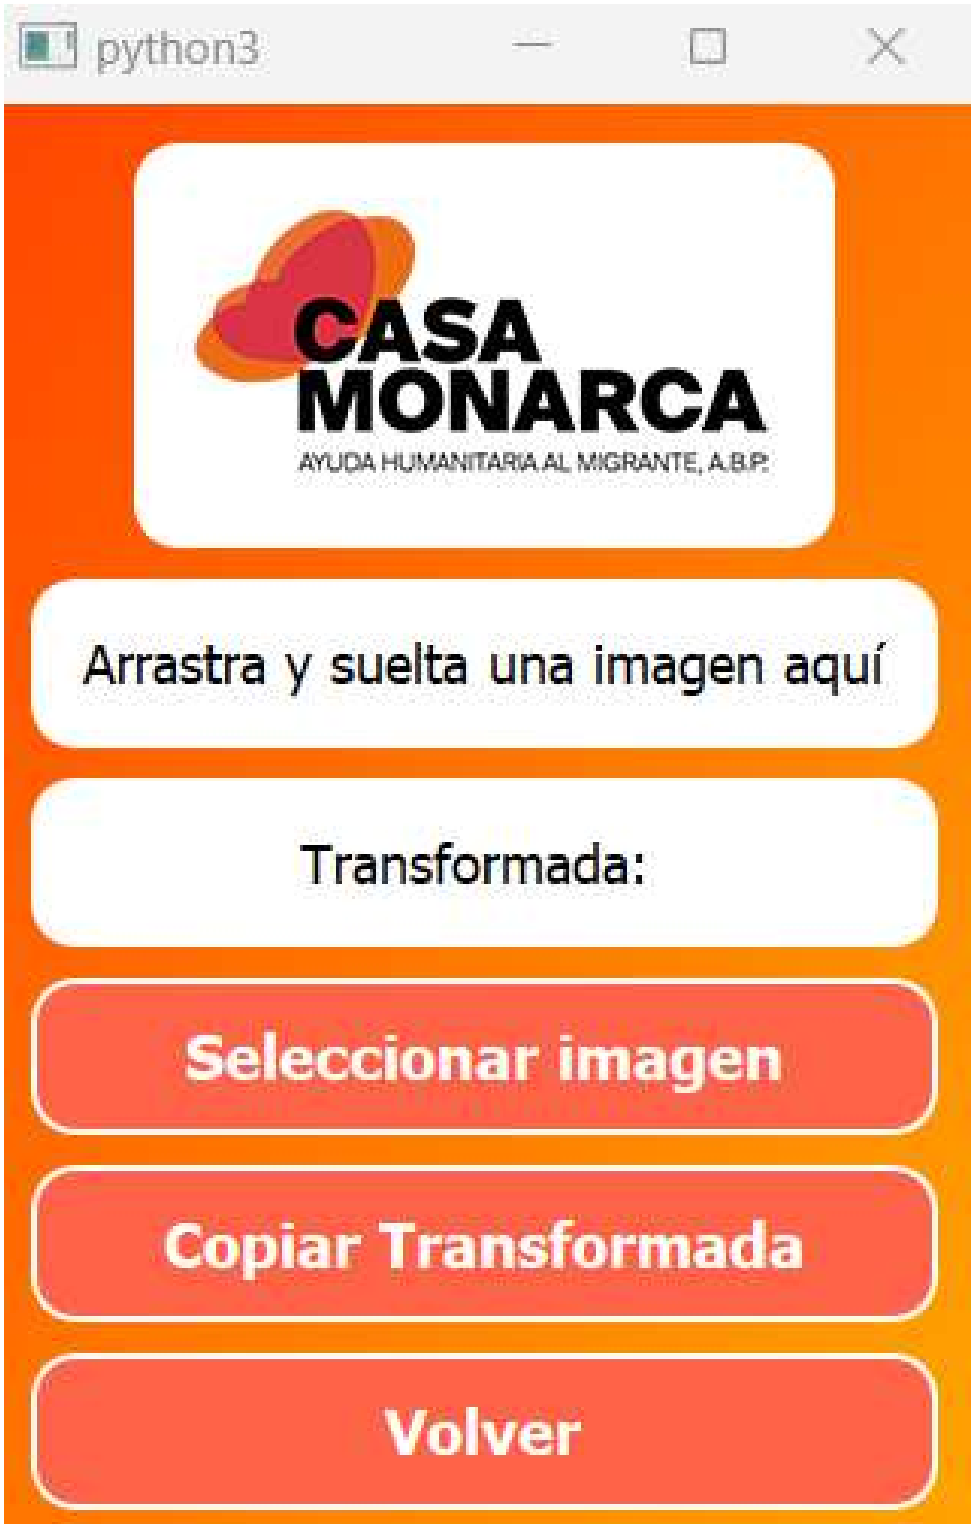 python3
CASA
MONARCA
AYUDA HUMANITARIA AL MIGRANTE, A.B.P.
Arrastra y suelta una imagen aquí
Transformada:
Seleccionar imagen
Copiar Transformada
Volver